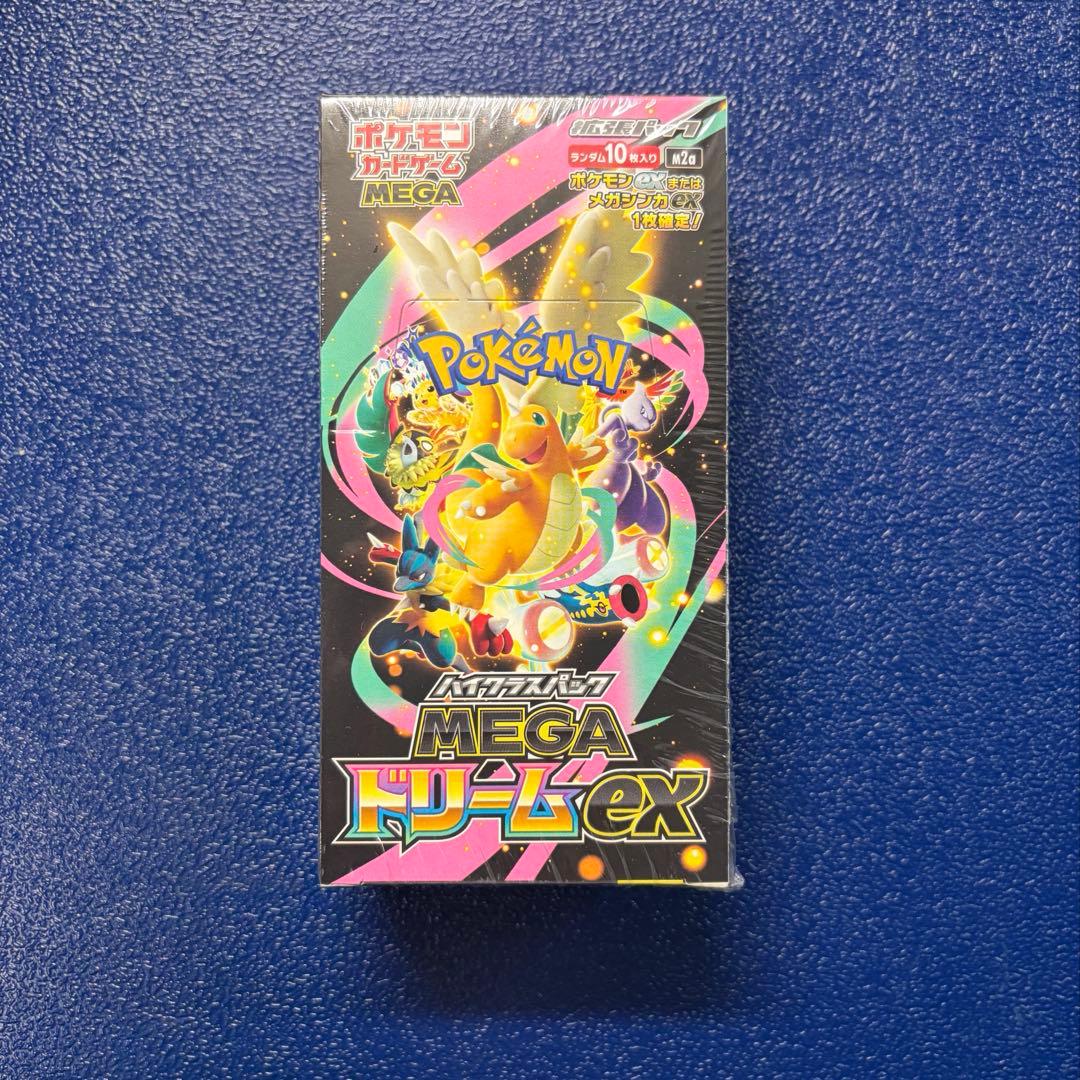 ポケモン
カードゲーム
MEGA
拡張パック
ランダム10枚入り M2a
ポケモンexまたは
メガシンカex
1枚確定!
POKéMON
TM
ハイクラスパック
MEGA
ドリームex